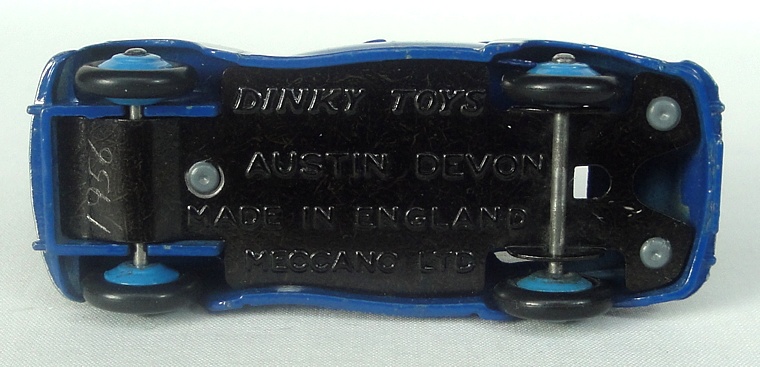 DINKY TOYS
AUSTIN DEVON
MADE IN ENGLAND
MECCANO LTD
1956